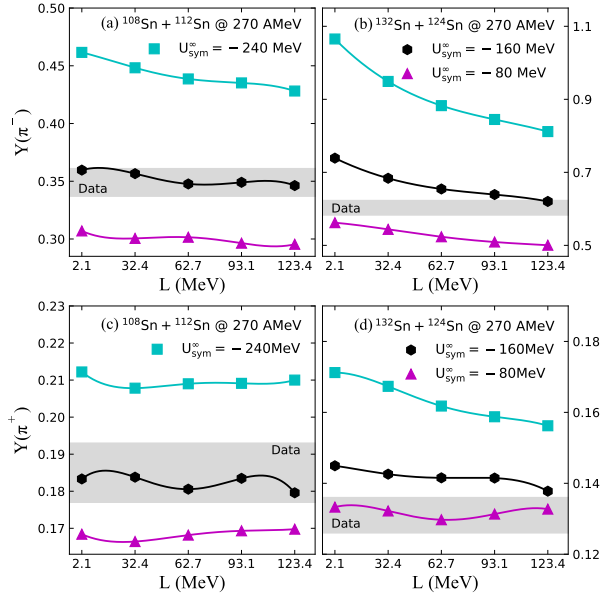 (a) ¹⁰⁸Sn + ¹¹²Sn @ 270 AMeV
U∞sym = − 240 MeV
Y(π⁻)
0.50
0.45
0.40
0.35
0.30
Data
2.1 32.4 62.7 93.1 123.4
L (MeV)
(b) ¹³²Sn + ¹²⁴Sn @ 270 AMeV
U∞sym = − 160 MeV
U∞sym = − 80 MeV
1.1
0.9
0.7
0.5
Data
2.1 32.4 62.7 93.1 123.4
L (MeV)
(c) ¹⁰⁸Sn + ¹¹²Sn @ 270 AMeV
U∞sym = − 240MeV
Y(π⁺)
0.23
0.22
0.21
0.20
0.19
0.18
0.17
Data
2.1 32.4 62.7 93.1 123.4
L (MeV)
(d) ¹³²Sn + ¹²⁴Sn @ 270 AMeV
U∞sym = − 160MeV
U∞sym = − 80MeV
0.18
0.16
0.14
0.12
Data
2.1 32.4 62.7 93.1 123.4
L (MeV)